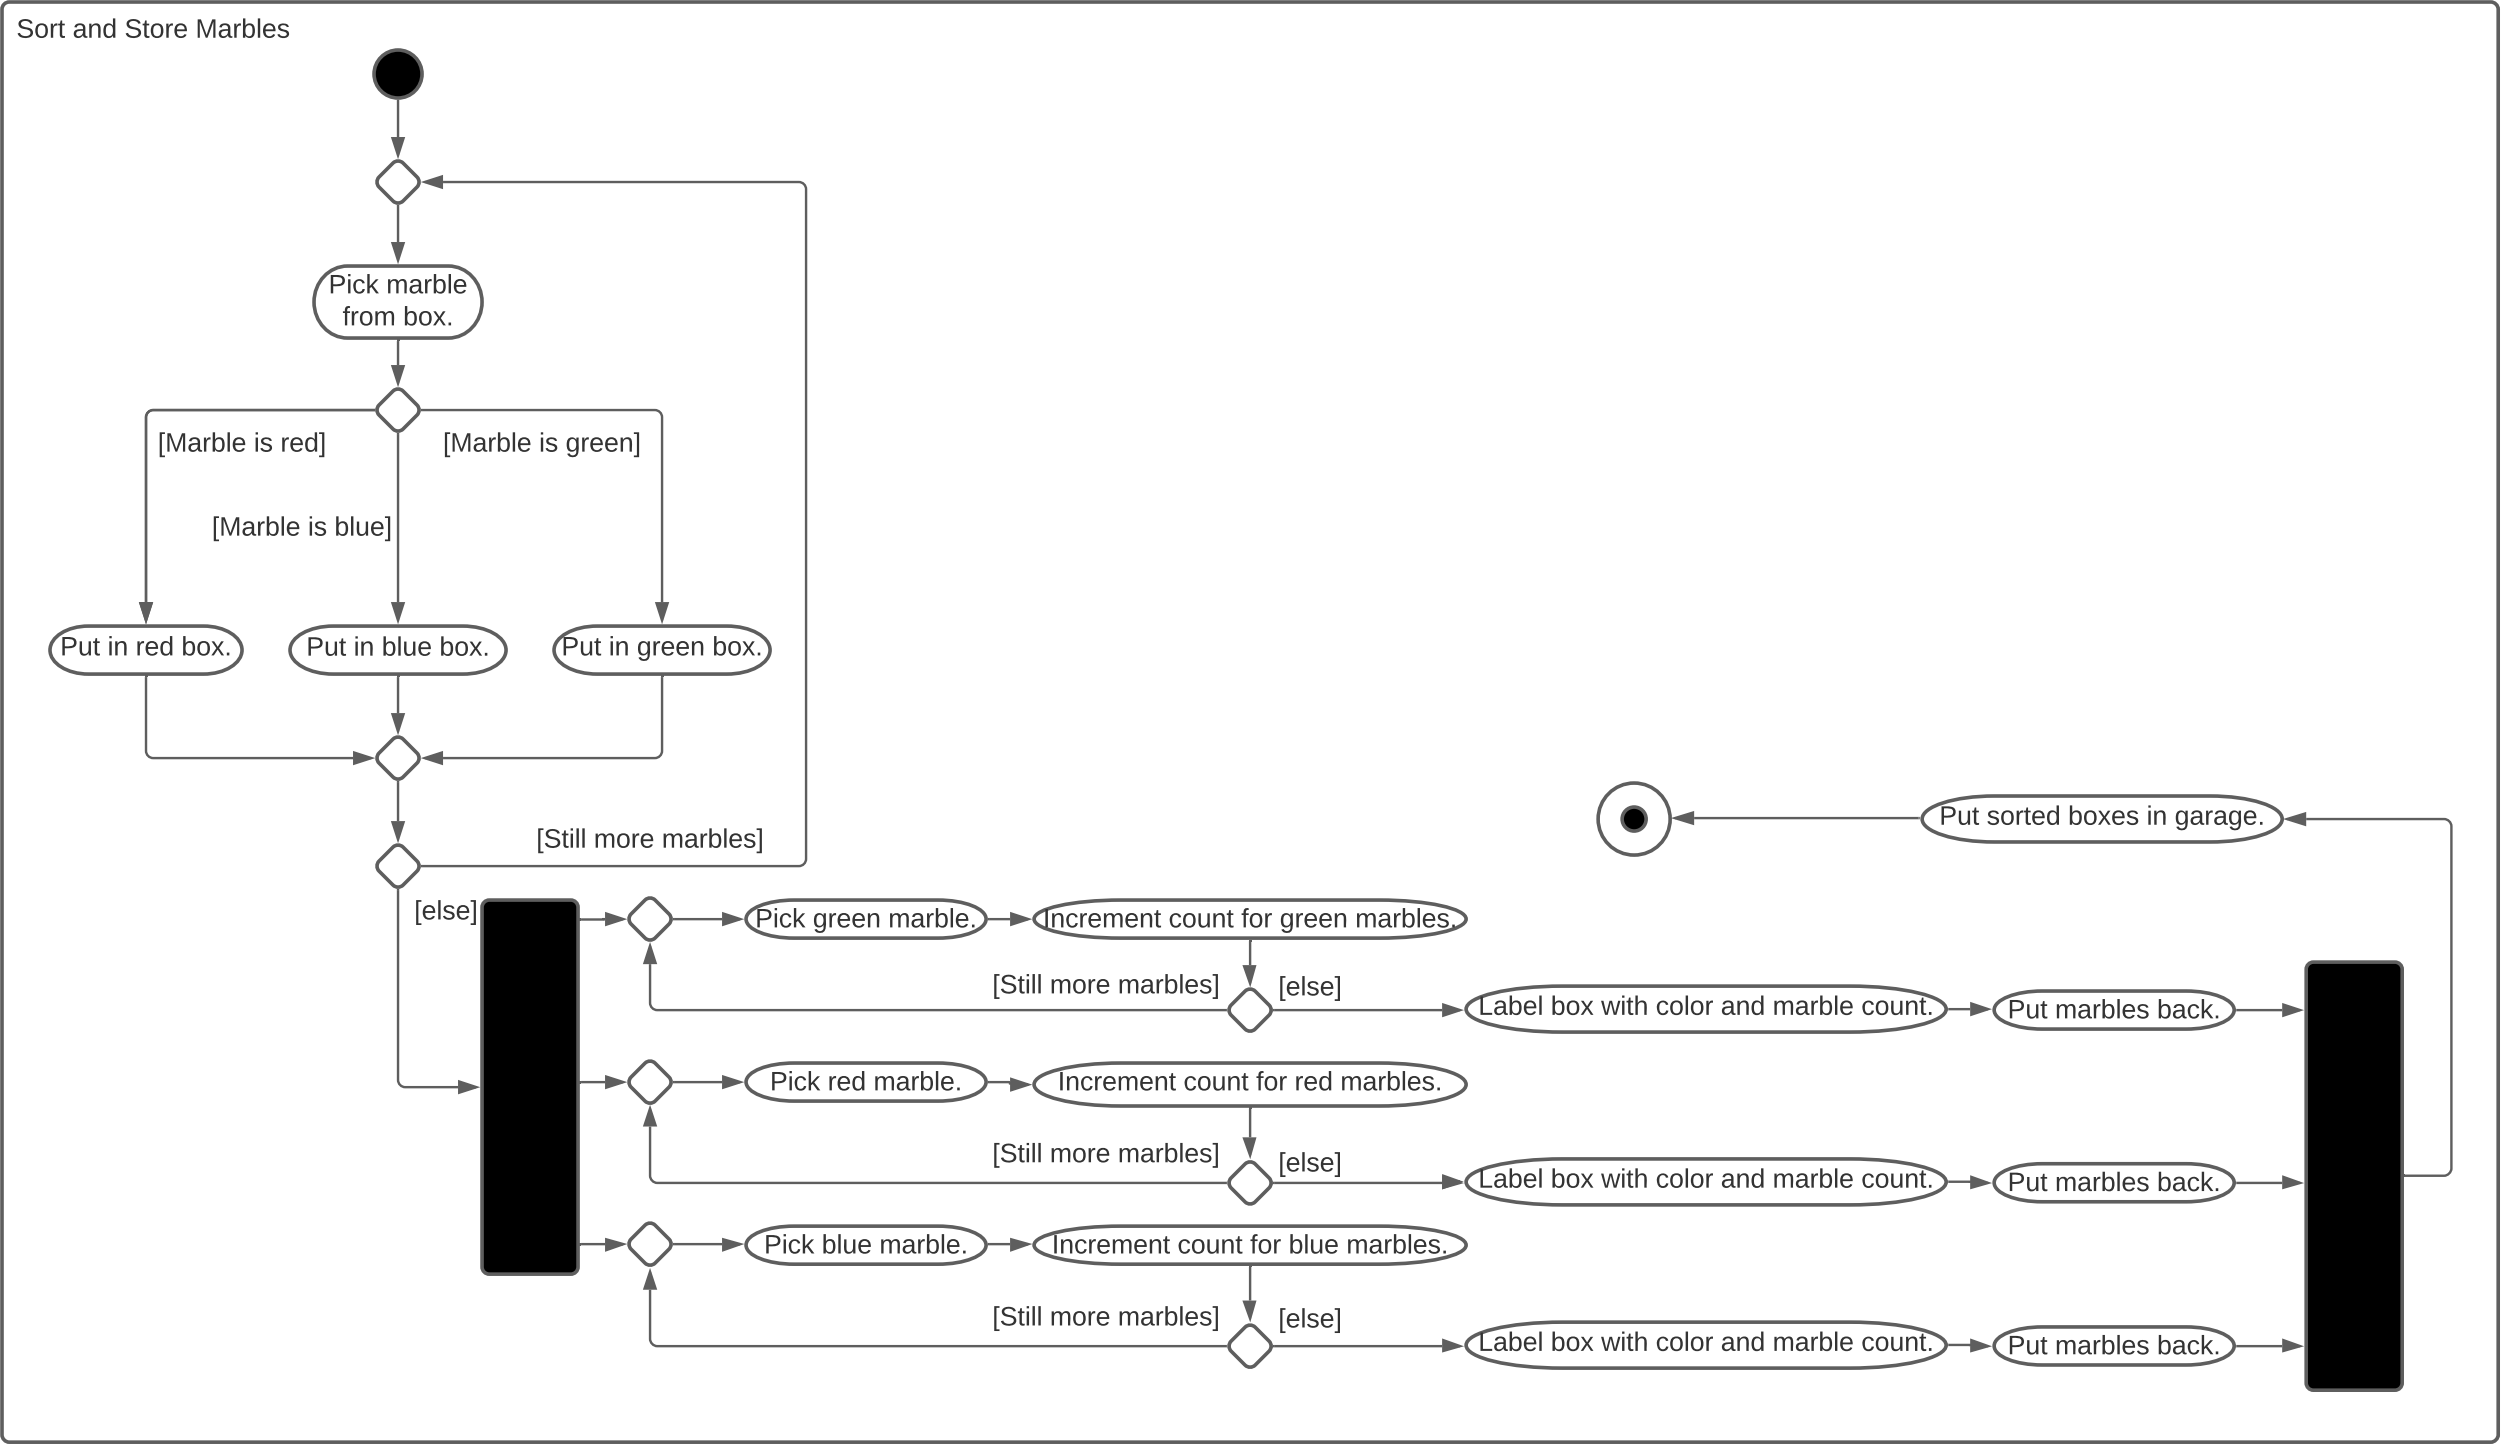 Sort and Store Marbles
Pick marble
from box.
[Marble is red]
[Marble is green]
[Marble is blue]
Put in red box.
Put in blue box.
Put in green box.
[Still more marbles]
Put sorted boxes in garage.
[else]
Pick green marble.
Increment count for green marbles.
[Still more marbles]
[else]
Label box with color and marble count.
Put marbles back.
Pick red marble.
Increment count for red marbles.
[Still more marbles]
[else]
Label box with color and marble count.
Put marbles back.
Pick blue marble.
Increment count for blue marbles.
[Still more marbles]
[else]
Label box with color and marble count.
Put marbles back.